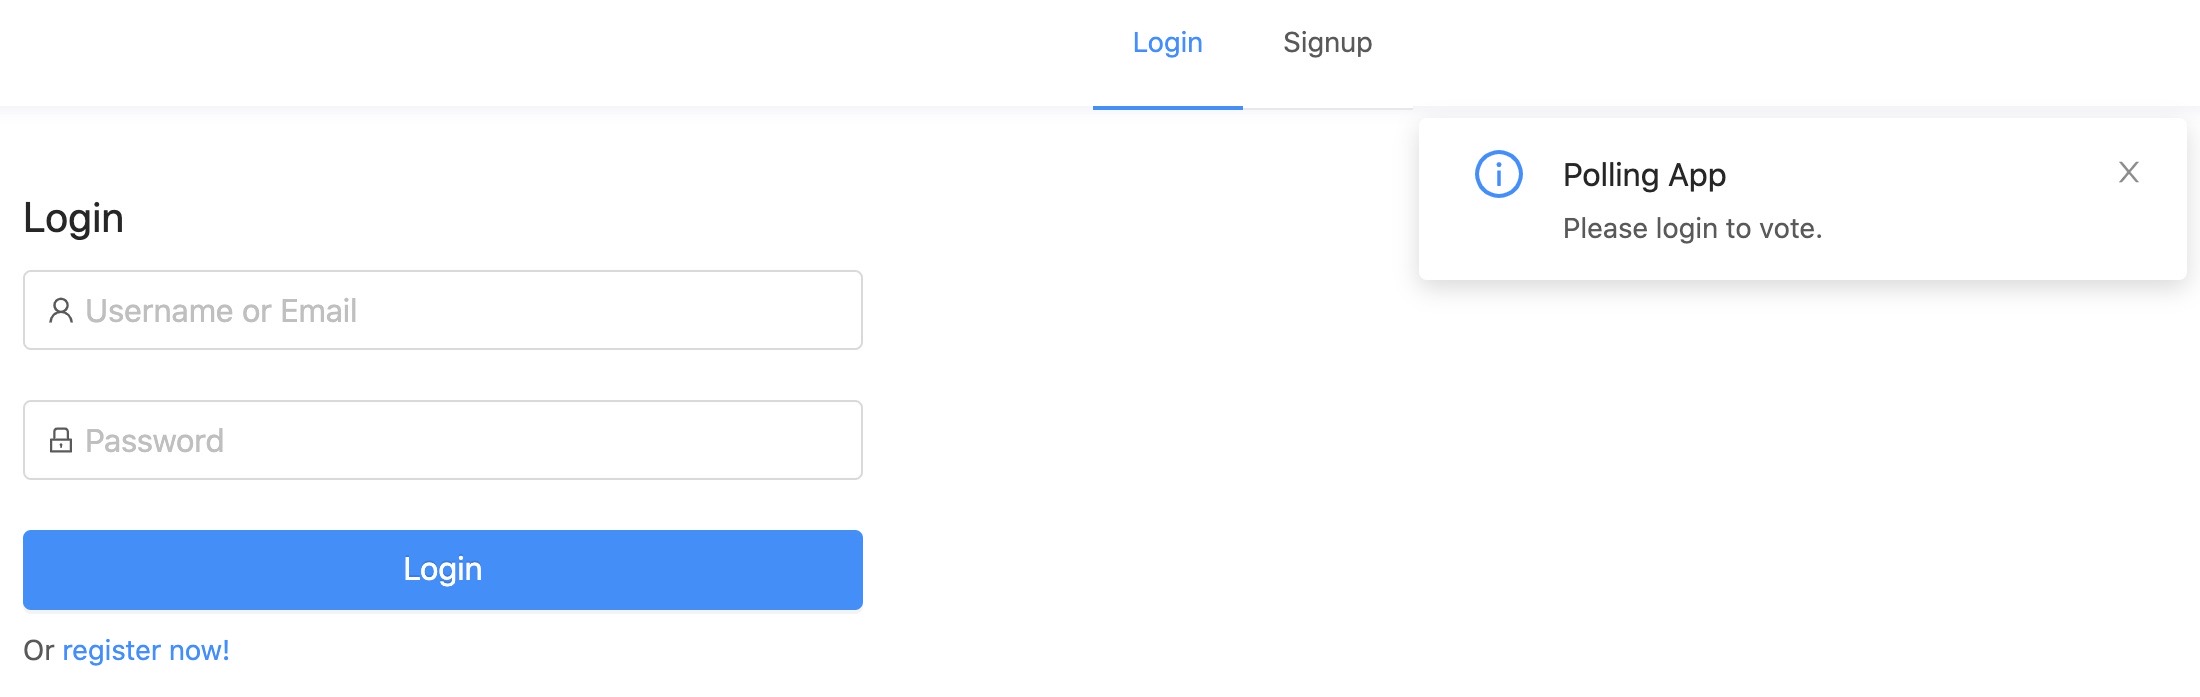 Login
Signup
Polling App
Please login to vote.
Login
Username or Email
Password
Login
Or register now!